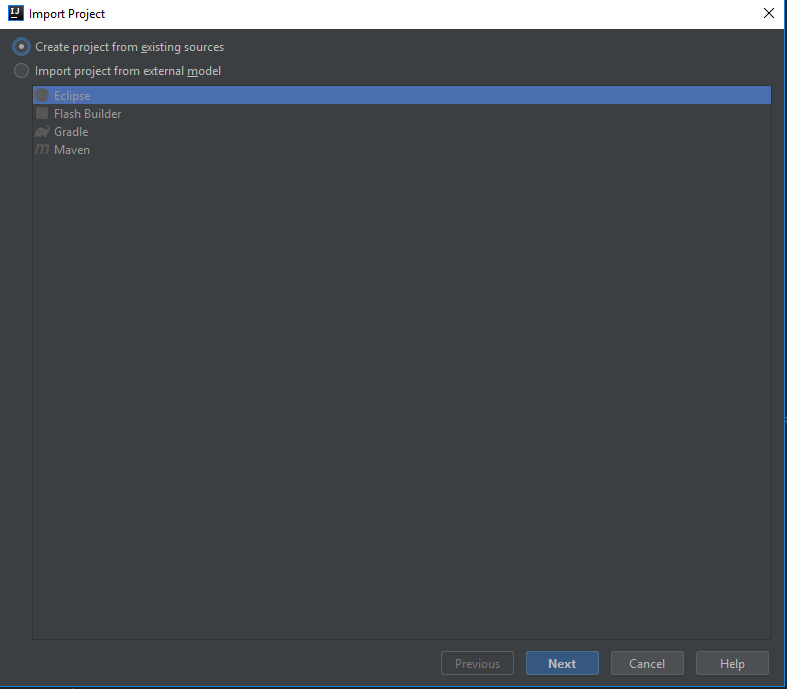 IJ
Import Project
Create project from existing sources
Import project from external model
Eclipse
Flash Builder
Gradle
Maven
Previous
Next
Cancel
Help